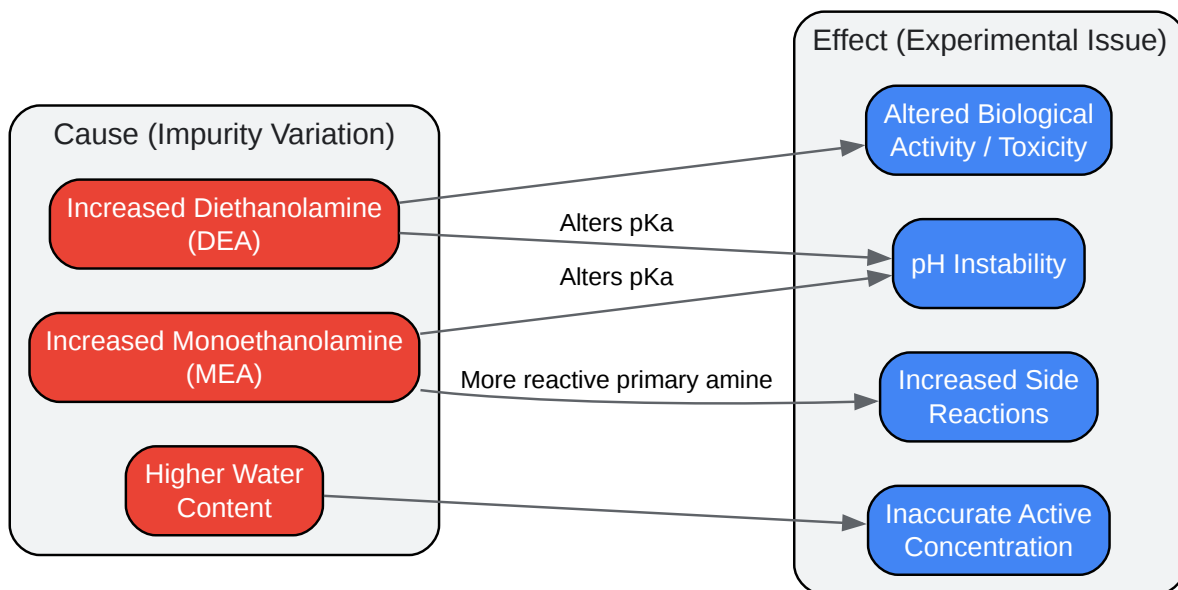 Cause (Impurity Variation)
Increased Diethanolamine
(DEA)
Increased Monoethanolamine
(MEA)
Higher Water
Content
Alters pKa
Alters pKa
More reactive primary amine
Effect (Experimental Issue)
Altered Biological
Activity / Toxicity
pH Instability
Increased Side
Reactions
Inaccurate Active
Concentration